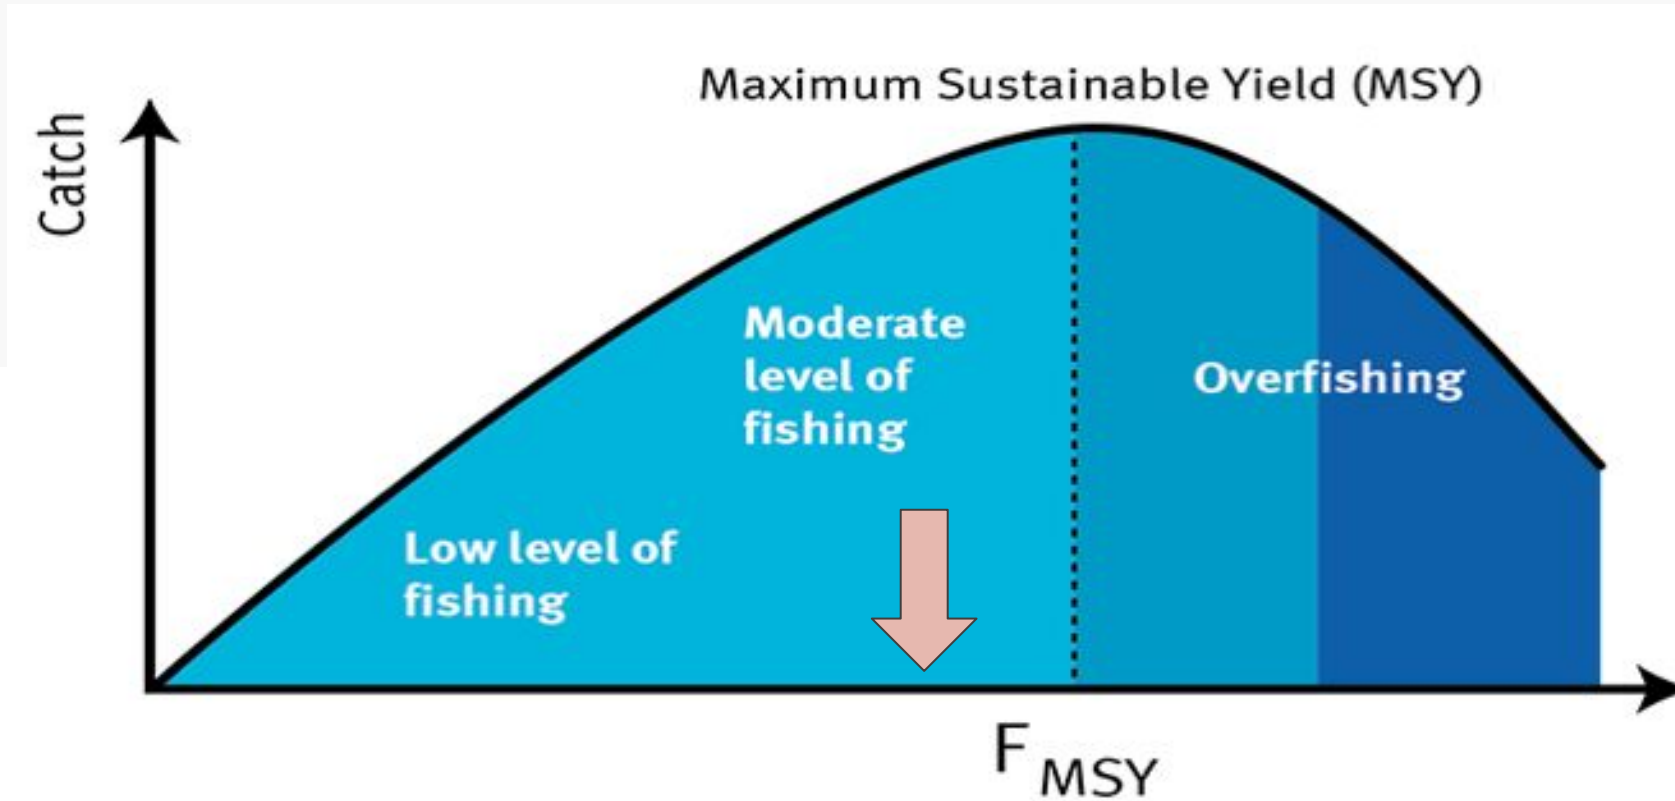 Maximum Sustainable Yield (MSY)
Catch
Moderate
level of
fishing
Overfishing
Low level of
fishing
F MSY